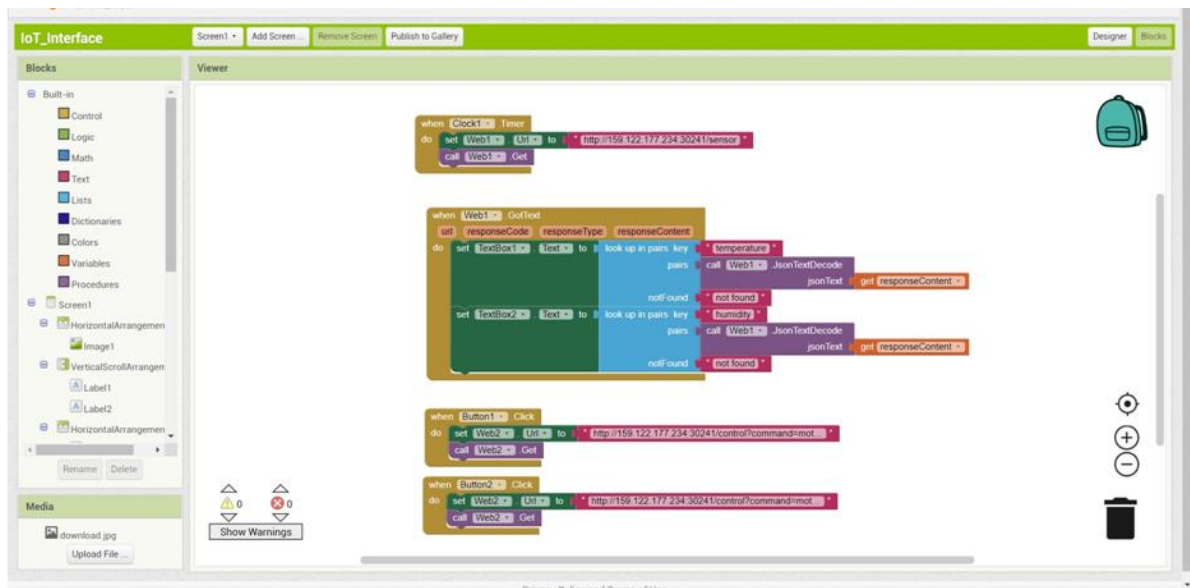 IoT_Interface
Screen1
Add Screen ...
Remove Screen
Publish to Gallery
Designer
Blocks
Blocks
Viewer
Built-in
Control
Logic
Math
Text
Lists
Dictionaries
Colors
Variables
Procedures
Screen1
HorizontalArrangemen
Image1
VerticalScrollArrangen
Label1
Label2
HorizontalArrangemen
Rename
Delete
Media
download.jpg
Upload File ...
when Clock1 .Timer
do set Web1 . Url to " http://159.122.177.234:30241/sensor "
call Web1 .Get
when Web1 .GotText
url responseCode responseType responseContent
do set TextBox1 . Text to look up in pairs key " temperature "
pairs call Web1 .JsonTextDecode
jsonText get responseContent
notFound " not found "
set TextBox2 . Text to look up in pairs key " humidity "
pairs call Web1 .JsonTextDecode
jsonText get responseContent
notFound " not found "
when Button1 .Click
do set Web2 . Url to " http://159.122.177.234:30241/control?command=mot... "
call Web2 .Get
when Button2 .Click
do set Web2 . Url to " http://159.122.177.234:30241/control?command=mot... "
call Web2 .Get
0
0
Show Warnings